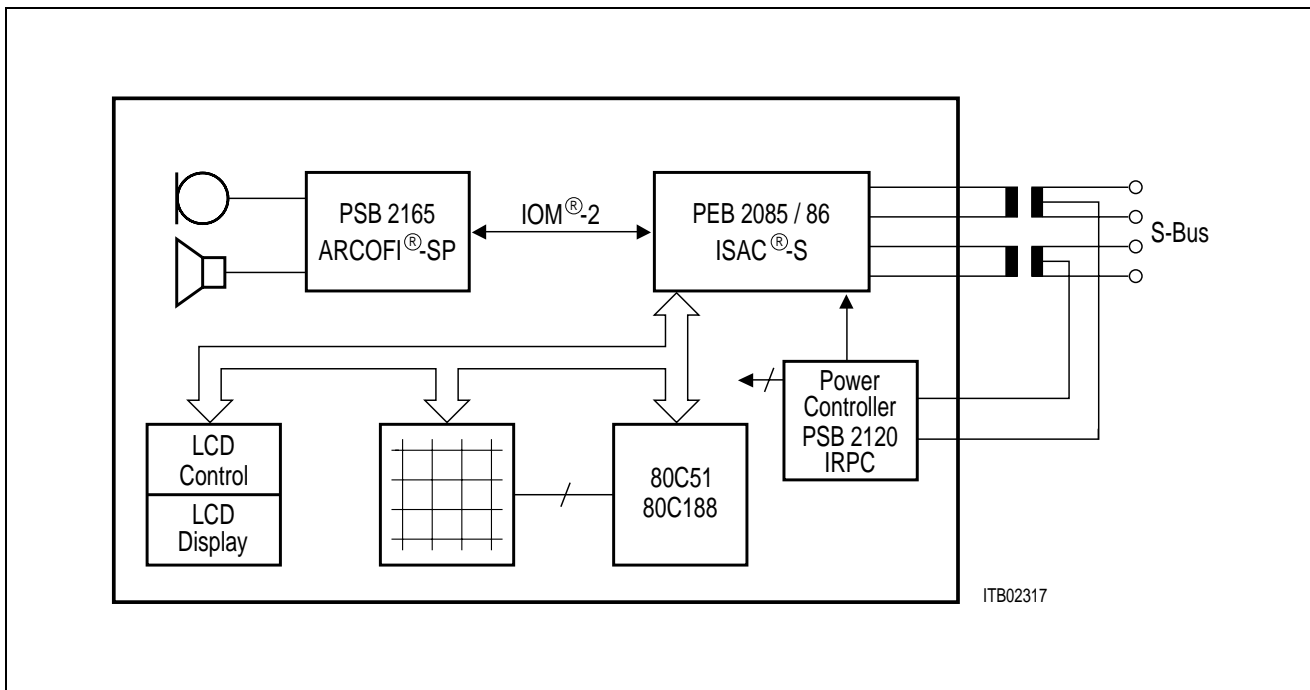 PSB 2165
ARCOFI®-SP
IOM®-2
PEB 2085 / 86
ISAC®-S
S-Bus
Power
Controller
PSB 2120
IRPC
LCD
Control
LCD
Display
80C51
80C188
ITB02317